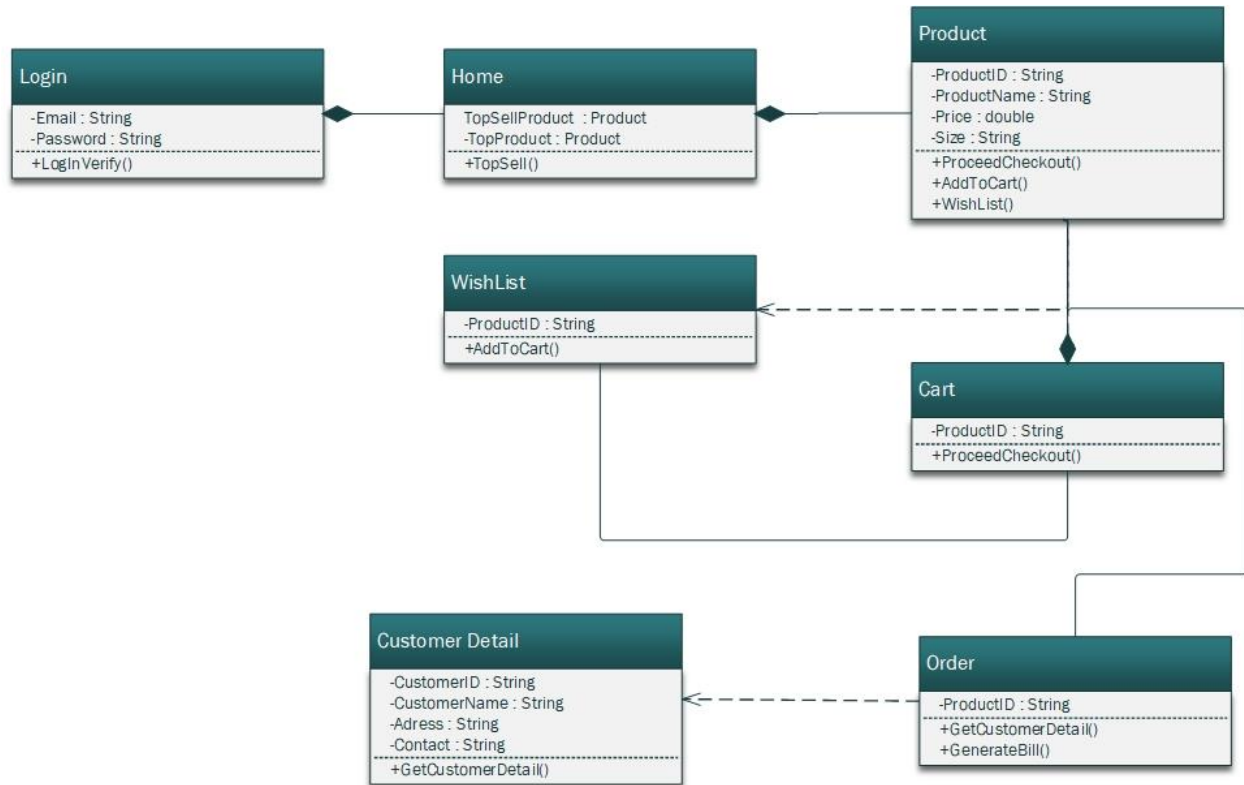 Login
-Email : String
-Password : String
+LogInVerify()
Home
TopSellProduct : Product
-TopProduct : Product
+TopSell()
Product
-ProductID : String
-ProductName : String
-Price : double
-Size : String
+ProceedCheckout()
+AddToCart()
+WishList()
WishList
-ProductID : String
+AddToCart()
Cart
-ProductID : String
+ProceedCheckout()
Customer Detail
-CustomerID : String
-CustomerName : String
-Adress : String
-Contact : String
+GetCustomerDetail()
Order
-ProductID : String
+GetCustomerDetail()
+GenerateBill()